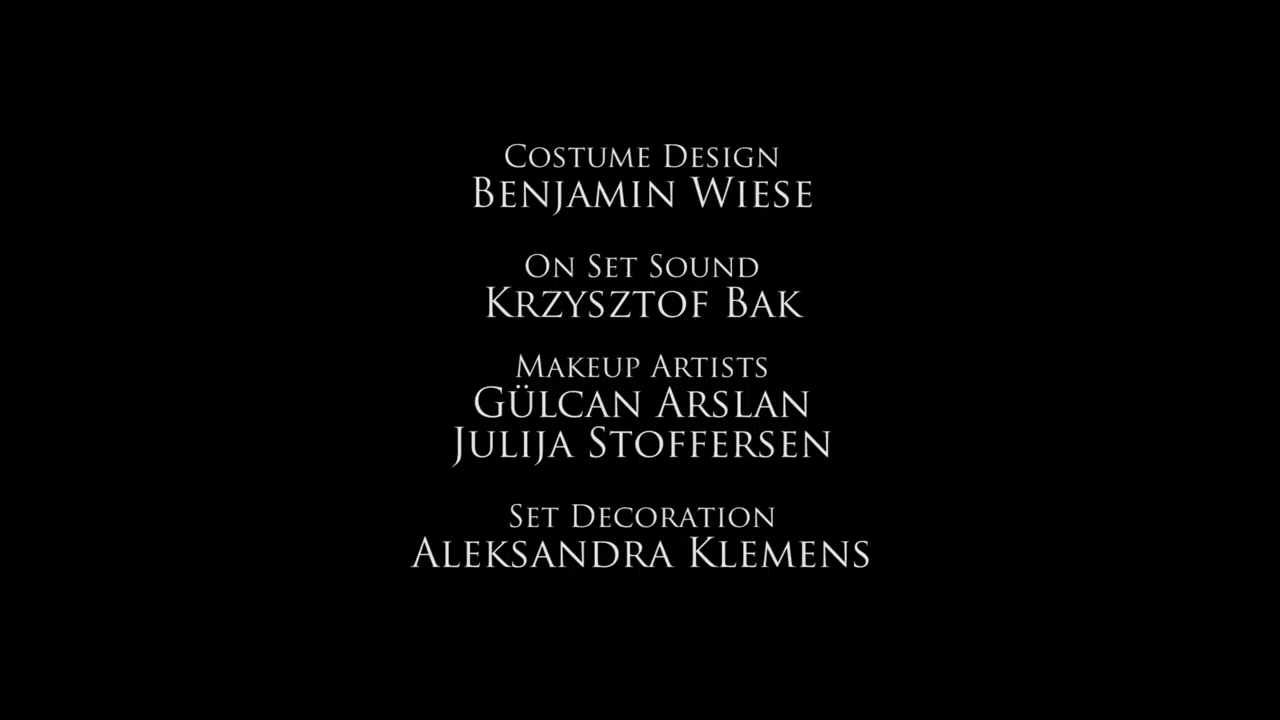 Costume Design
Benjamin Wiese
On Set Sound
Krzysztof Bak
Makeup Artists
Gülcan Arslan
Julija Stoffersen
Set Decoration
Aleksandra Klemens